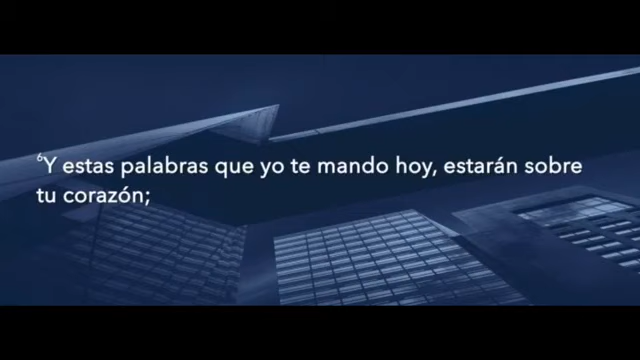 ⁶Y estas palabras que yo te mando hoy, estarán sobre
tu corazón;